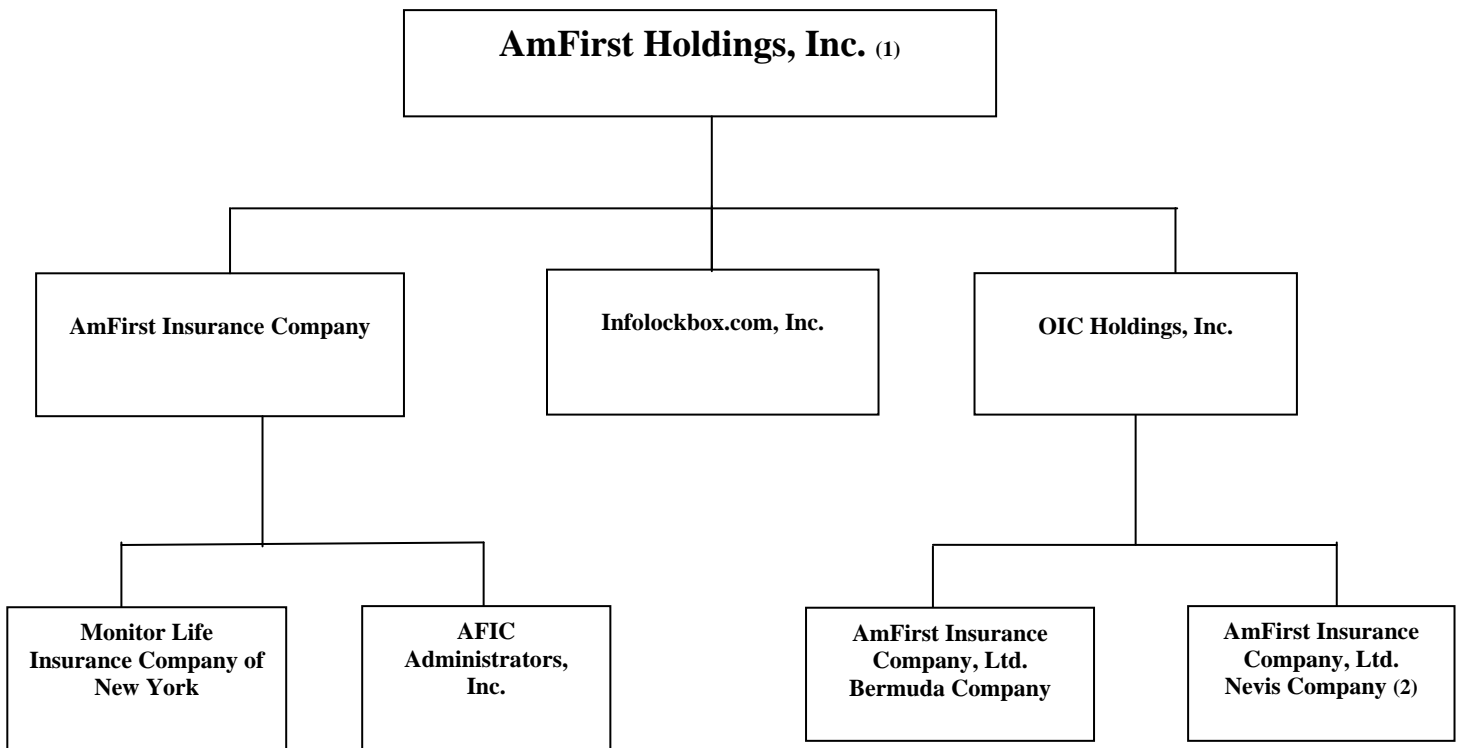 AmFirst Holdings, Inc. (1)
AmFirst Insurance Company
Infolockbox.com, Inc.
OIC Holdings, Inc.
Monitor Life
Insurance Company of
New York
AFIC
Administrators,
Inc.
AmFirst Insurance
Company, Ltd.
Bermuda Company
AmFirst Insurance
Company, Ltd.
Nevis Company (2)